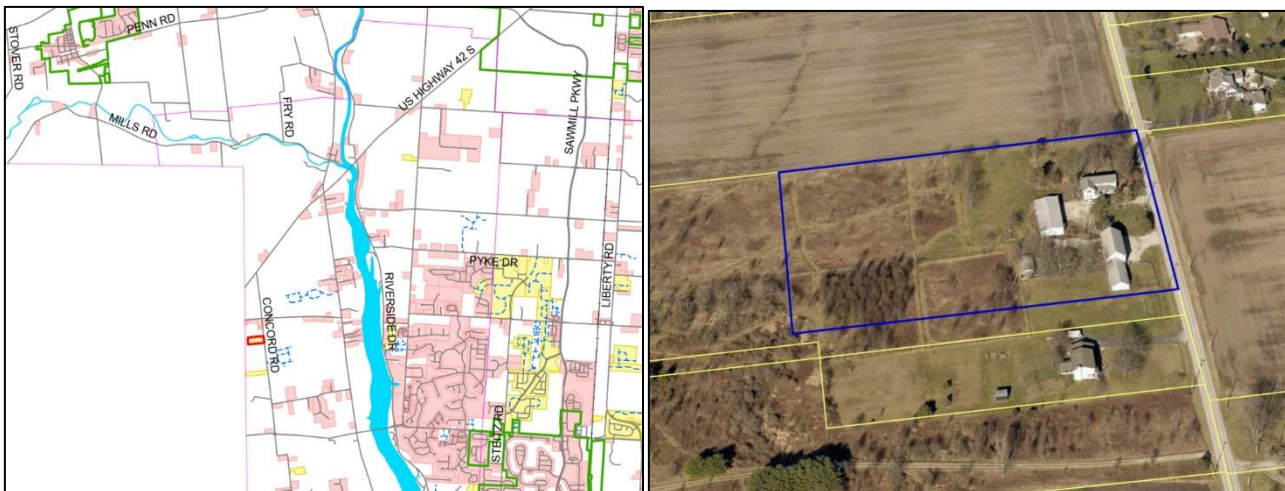 PENN RD
STOVER RD
US HIGHWAY 42 S
SAWMILL PKWY
FRY RD
MILLS RD
PYKE DR
RIVERSIDE DR
LIBERTY RD
CONCORD RD
STEITZ RD